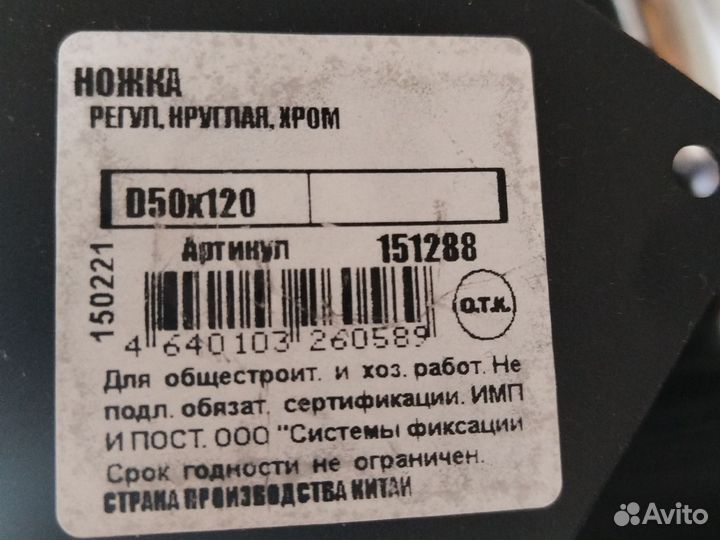 НОЖКА
РЕГУЛ, КРУГЛАЯ, ХРОМ
D50x120
Артикул 151288
150221
О.Т.К.
4 640103 260589
Для общестроит. и хоз. работ. Не
подл. обязат. сертификации. ИМП
И ПОСТ. ООО "Системы фиксации
Срок годности не ограничен.
СТРАНА ПРОИЗВОДСТВА КИТАЙ
Avito